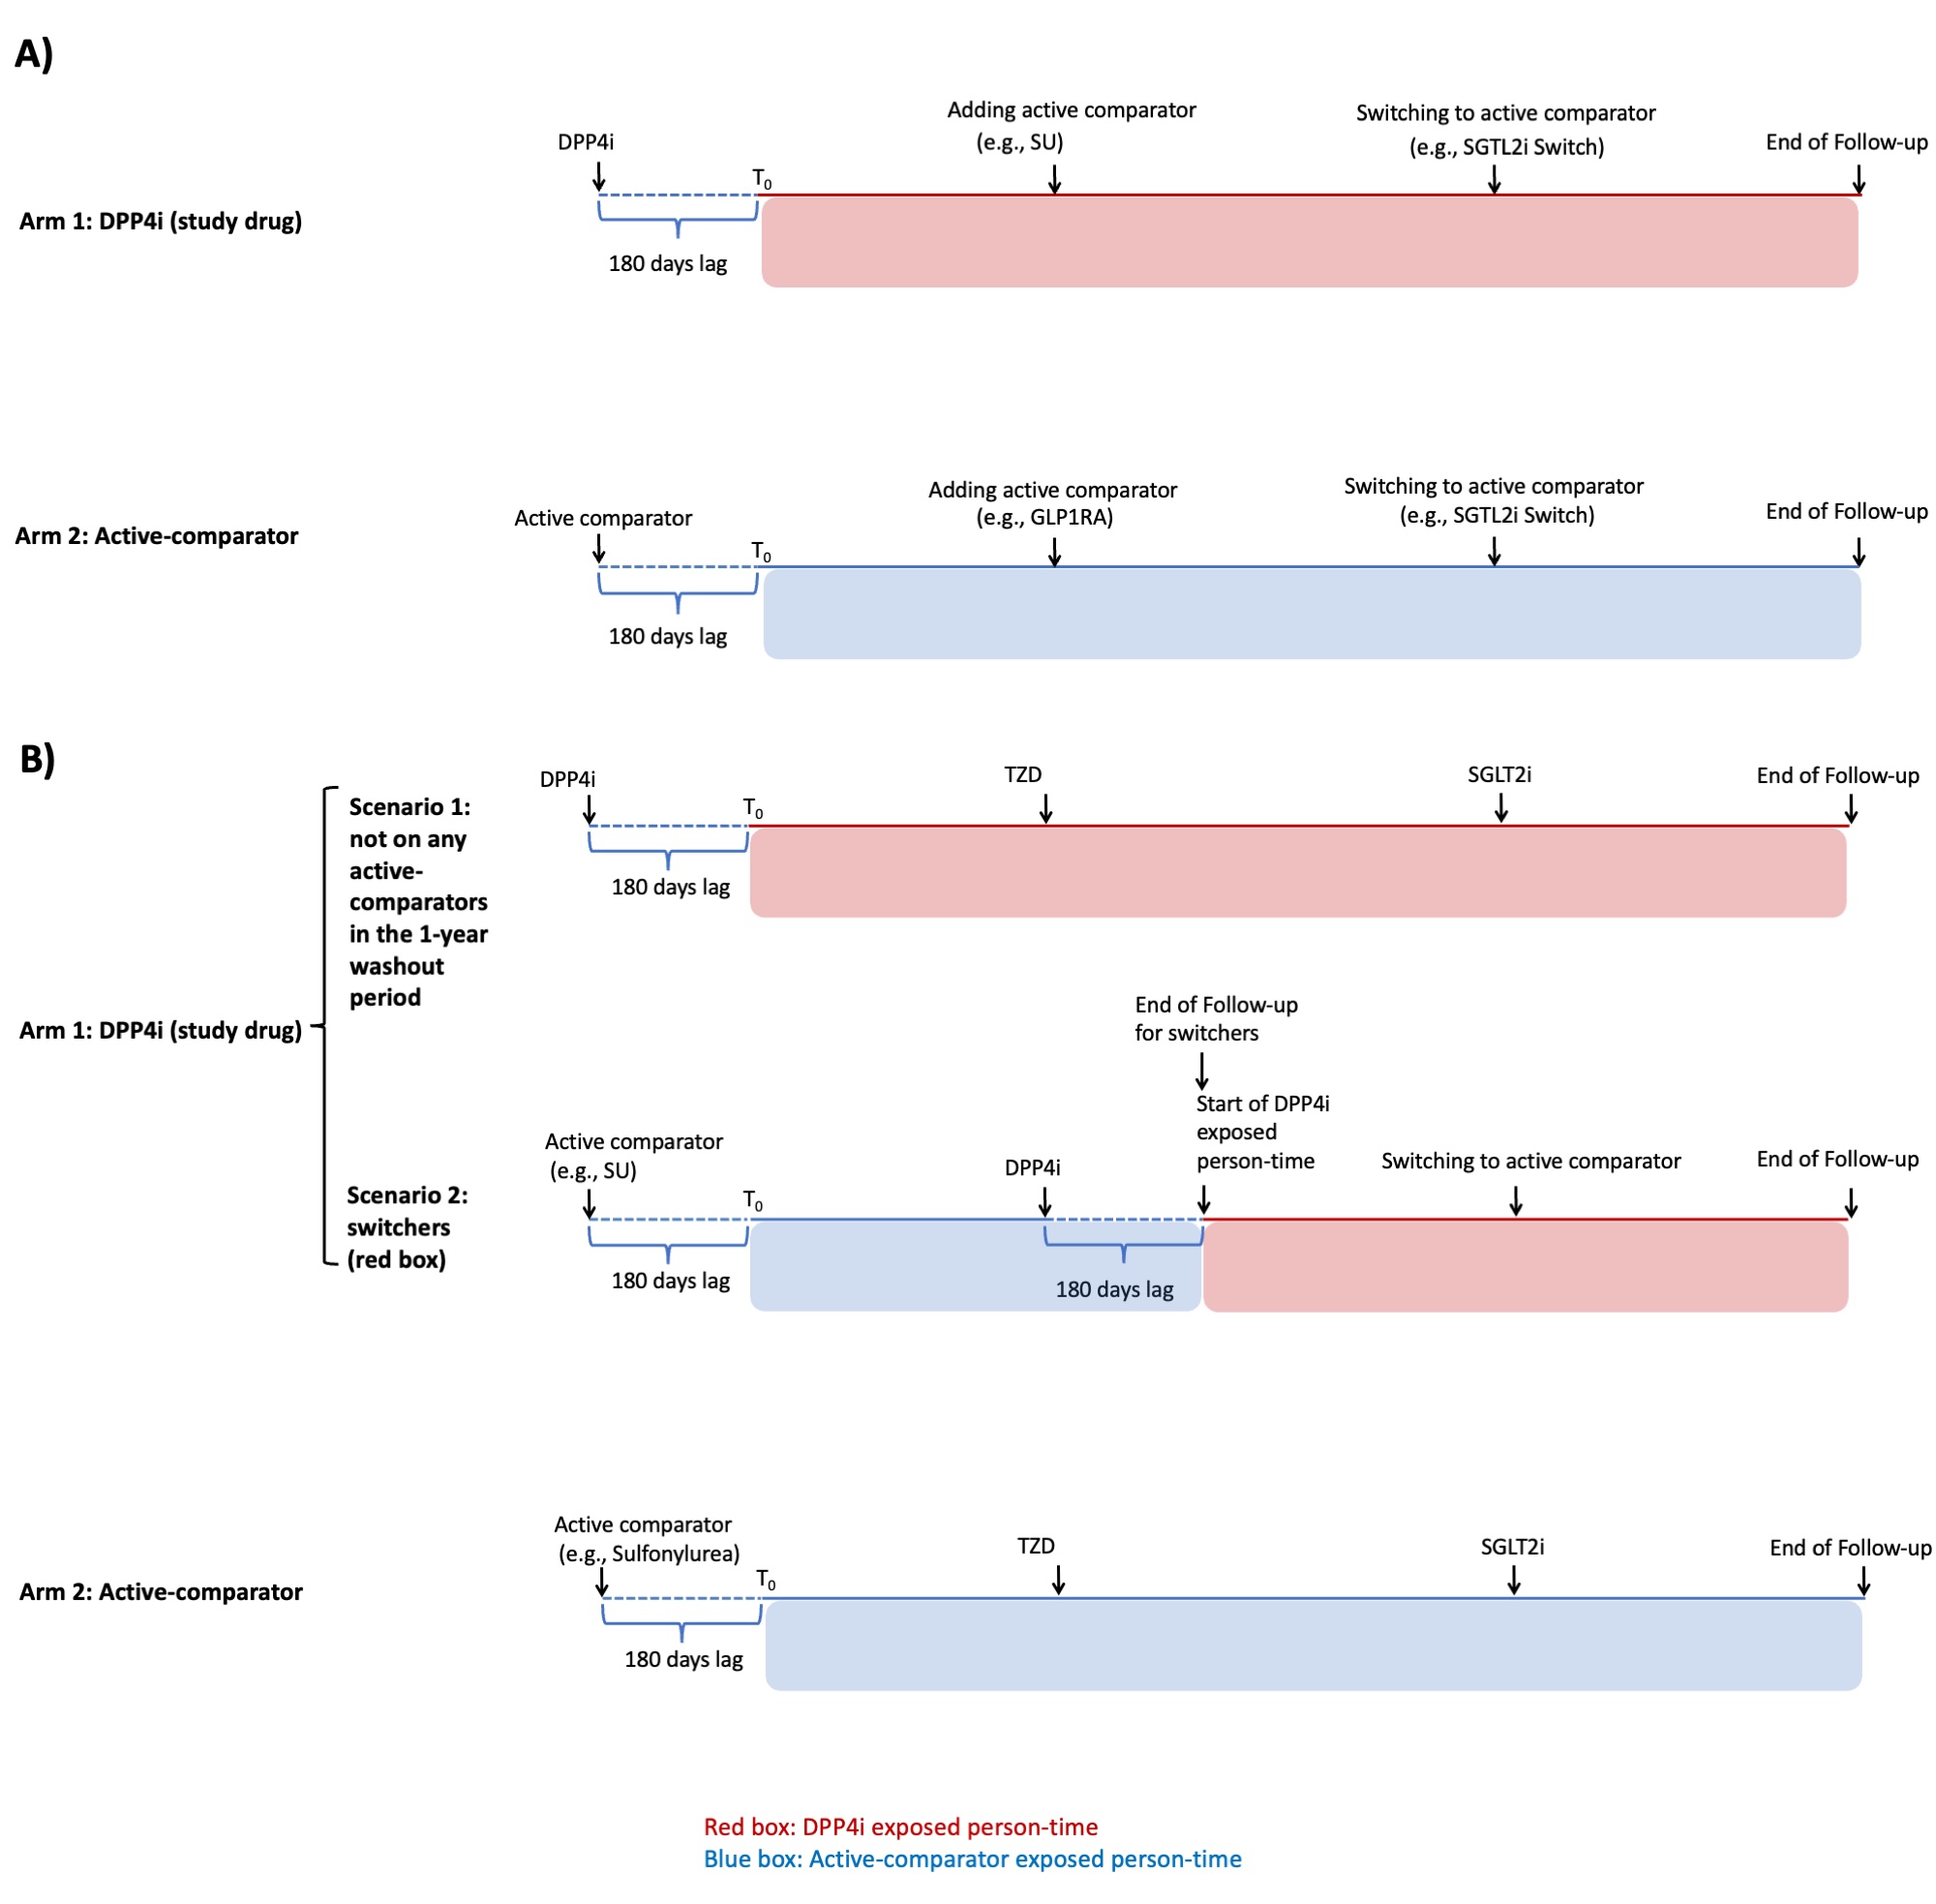 A)
Adding active comparator
(e.g., SU)
Switching to active comparator
(e.g., SGTL2i Switch)
DPP4i
End of Follow-up
T0
Arm 1: DPP4i (study drug)
180 days lag
Adding active comparator
(e.g., GLP1RA)
Switching to active comparator
(e.g., SGTL2i Switch)
Active comparator
End of Follow-up
Arm 2: Active-comparator
T0
180 days lag
B)
DPP4i
TZD
SGLT2i
End of Follow-up
T0
Scenario 1:
not on any
active-
comparators
in the 1-year
washout
period
180 days lag
Arm 1: DPP4i (study drug)
End of Follow-up
for switchers
Start of DPP4i
exposed
person-time
Active comparator
(e.g., SU)
DPP4i
Switching to active comparator
End of Follow-up
T0
Scenario 2:
switchers
(red box)
180 days lag
180 days lag
Active comparator
(e.g., Sulfonylurea)
TZD
SGLT2i
End of Follow-up
T0
Arm 2: Active-comparator
180 days lag
Red box: DPP4i exposed person-time
Blue box: Active-comparator exposed person-time